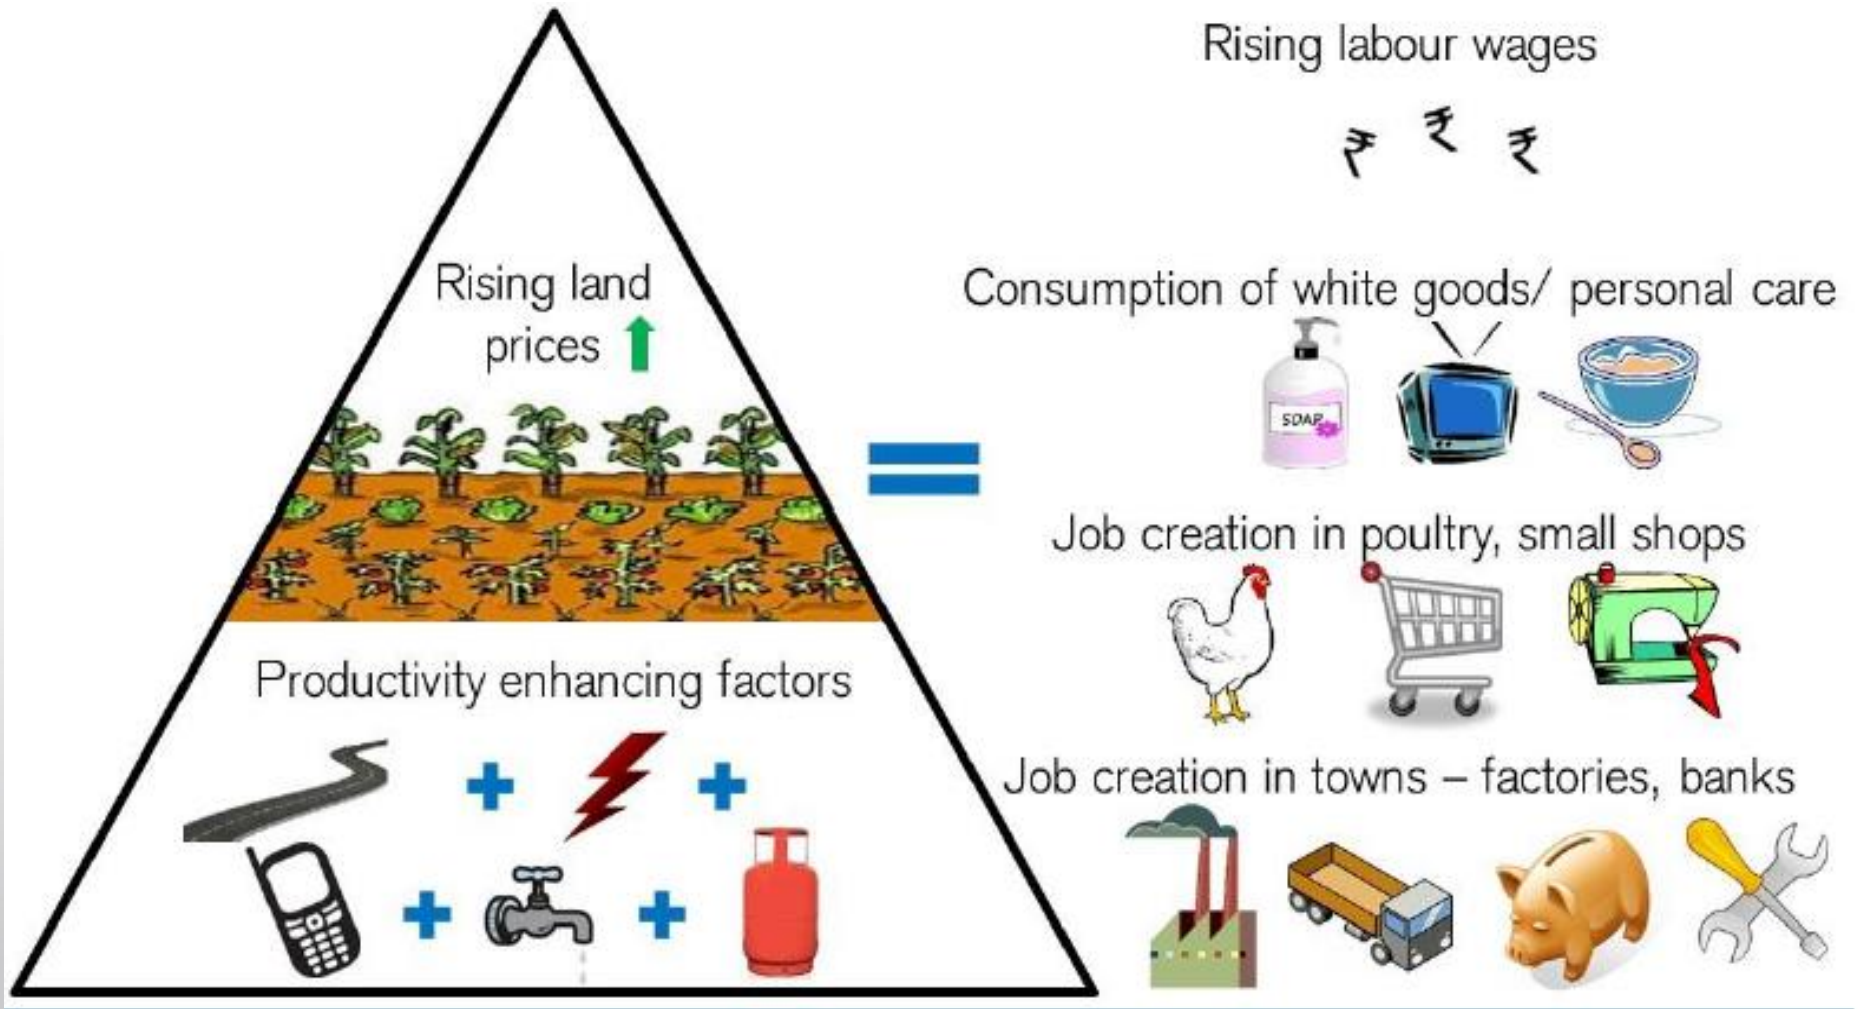 Rising labour wages
₹ ₹ ₹
Rising land
prices
Consumption of white goods/ personal care
SOAP
Job creation in poultry, small shops
Productivity enhancing factors
Job creation in towns – factories, banks